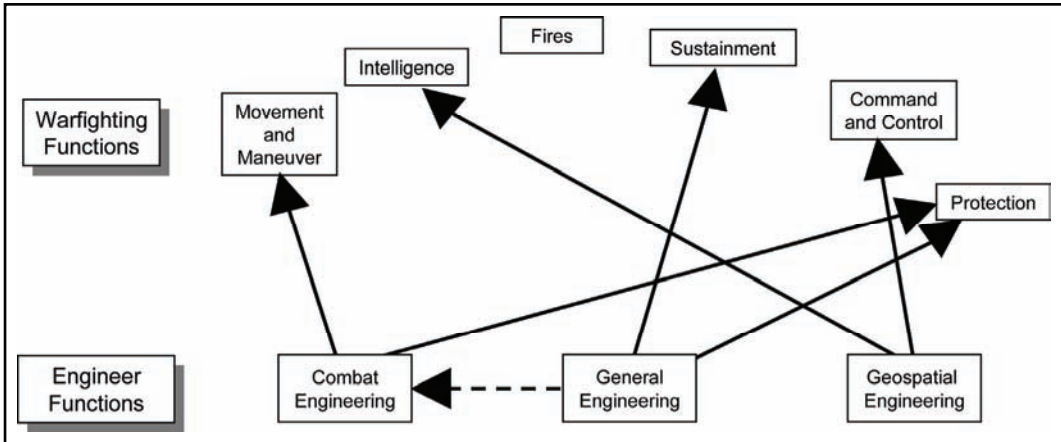 Fires
Sustainment
Intelligence
Warfighting
Functions
Movement
and
Maneuver
Command
and Control
Protection
Engineer
Functions
Combat
Engineering
General
Engineering
Geospatial
Engineering